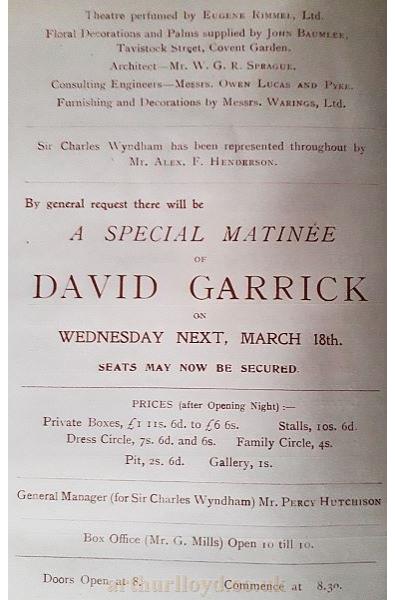 Theatre perfumed by EUGENE RIMMEL, Ltd.
Floral Decorations and Palms supplied by JOHN BAUMLER,
Tavistock Street, Covent Garden.
Architect—MR. W. G. R. SPRAGUE.
Consulting Engineers—MESSRS. OWEN LUCAS AND PYKE.
Furnishing and Decorations by MESSRS. WARINGS, Ltd.
Sir Charles Wyndham has been represented throughout by
MR. ALEX. F. HENDERSON.
By general request there will be
A SPECIAL MATINÉE
OF
DAVID GARRICK
ON
WEDNESDAY NEXT, MARCH 18th.
SEATS MAY NOW BE SECURED.
PRICES (after Opening Night) :—
Private Boxes, £1 11s. 6d. to £6 6s. Stalls, 10s. 6d.
Dress Circle, 7s. 6d. and 6s. Family Circle, 4s.
Pit, 2s. 6d. Gallery, 1s.
General Manager (for Sir Charles Wyndham) MR. PERCY HUTCHISON
Box Office (Mr. G. Mills) Open 10 till 10.
Doors Open at 8. Commence at 8.30.
arthurlloyd.co.uk